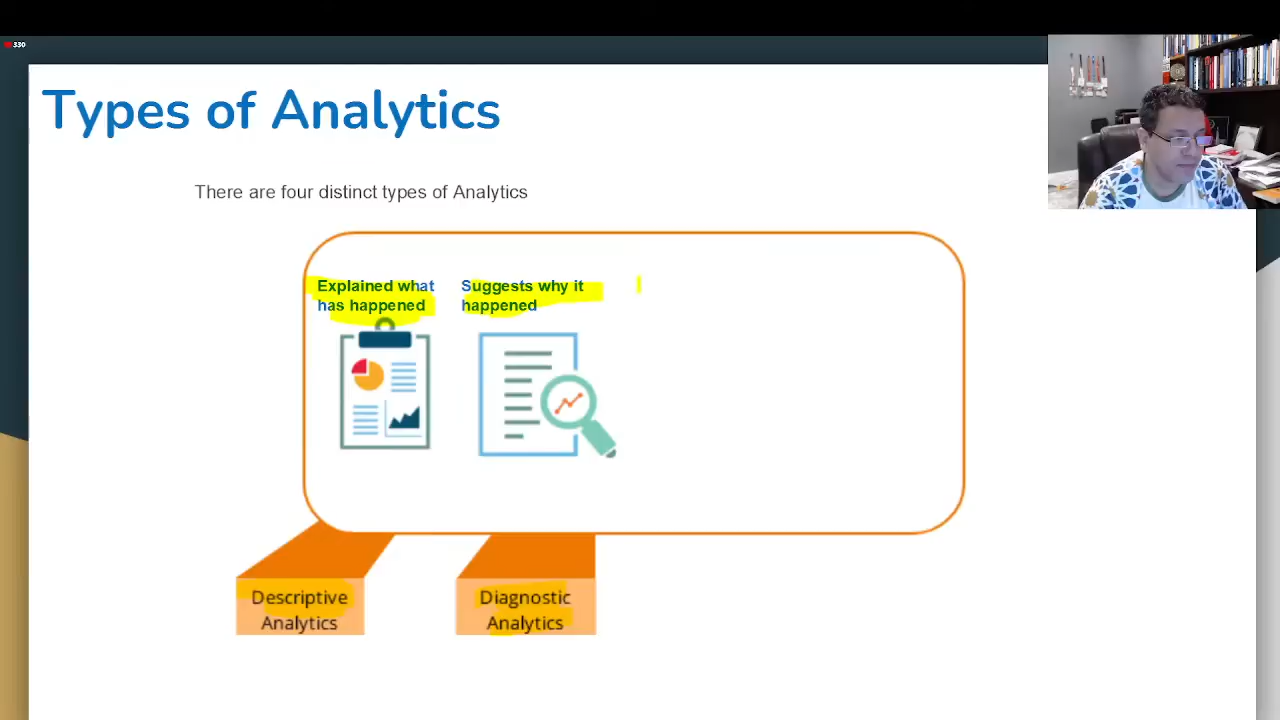 330
Types of Analytics
There are four distinct types of Analytics
Explained what
has happened
Suggests why it
happened
Descriptive
Analytics
Diagnostic
Analytics